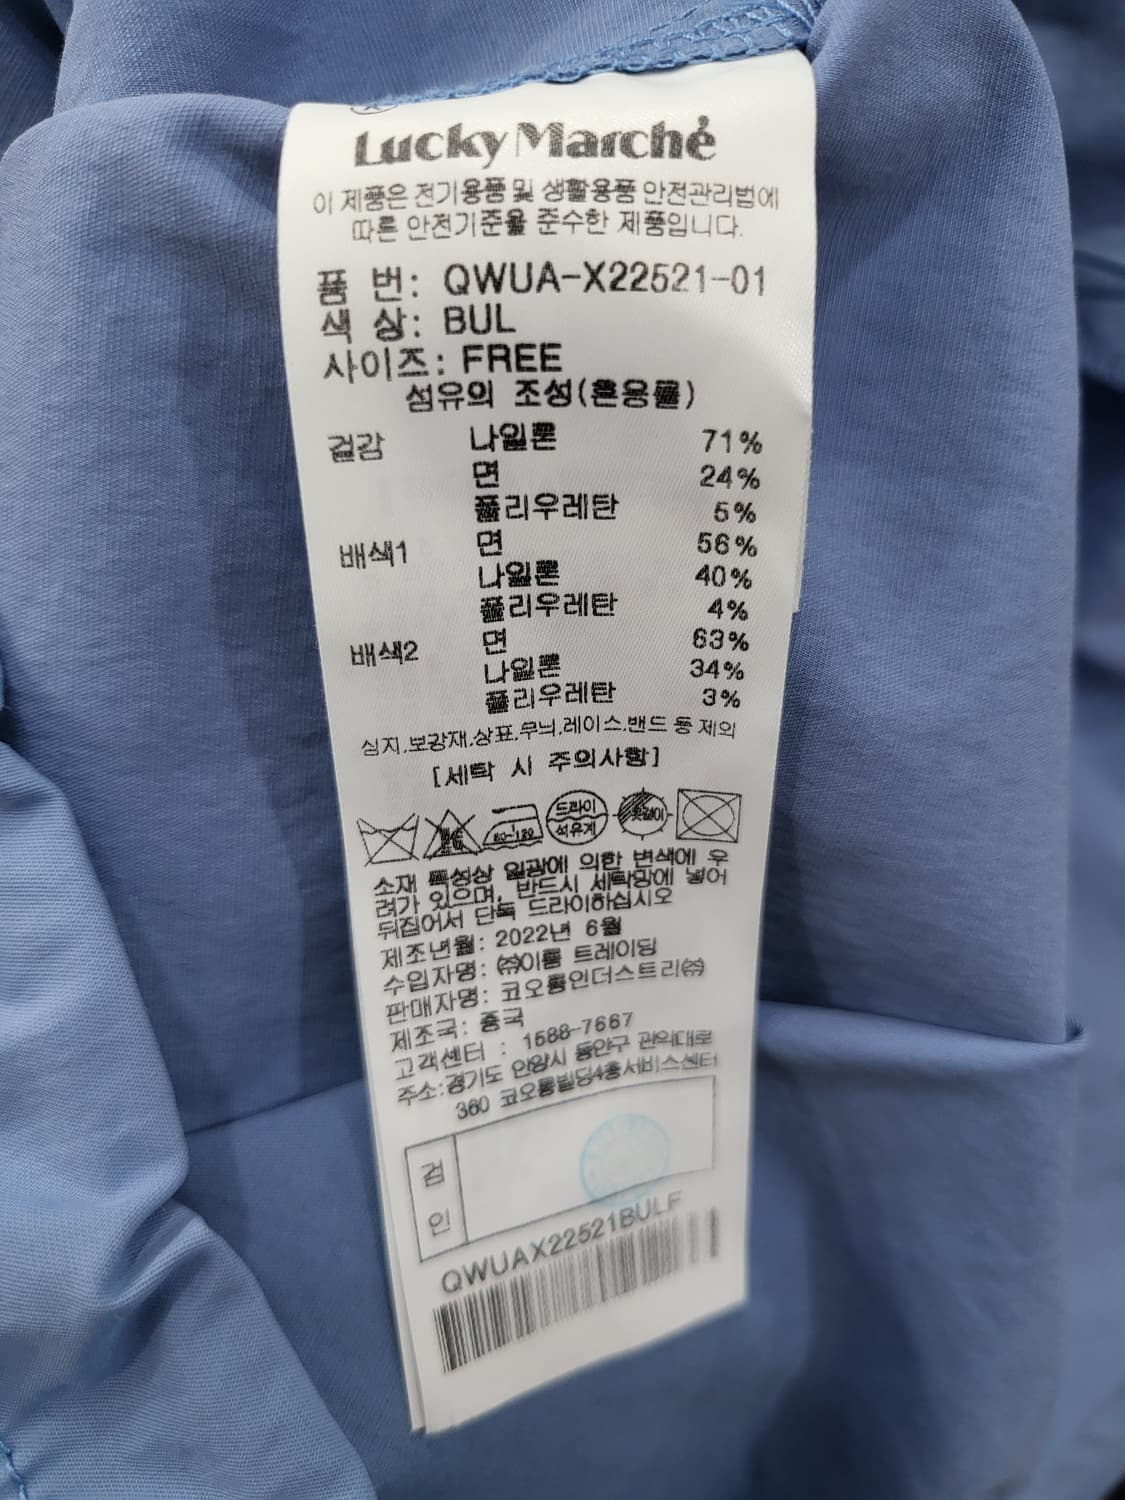 Lucky Marché
이 제품은 전기용품 및 생활용품 안전관리법에
따른 안전기준을 준수한 제품입니다.
품 번: QWUA-X22521-01
색 상: BUL
사이즈: FREE
섬유의 조성(혼용률)
겉감 나일론 71%
면 24%
폴리우레탄 5%
배색1 면 56%
나일론 40%
폴리우레탄 4%
배색2 면 63%
나일론 34%
폴리우레탄 3%
심지,보강재,상표,무늬,레이스,밴드 등 제외
[세탁 시 주의사항]
80~120
드라이
석유계
옷걸이
소재 특성상 일광에 의한 변색에 우
려가 있으며, 반드시 세탁망에 넣어
뒤집어서 단독 드라이하십시오
제조년월: 2022년 6월
수입자명: ㈜이룸 트레이딩
판매자명: 코오롱인더스트리㈜
제조국: 중국
고객센터 : 1588-7667
주소:경기도 안양시 동안구 관악대로
360 코오롱빌딩4층서비스센터
검
인
QWUAX22521BULF